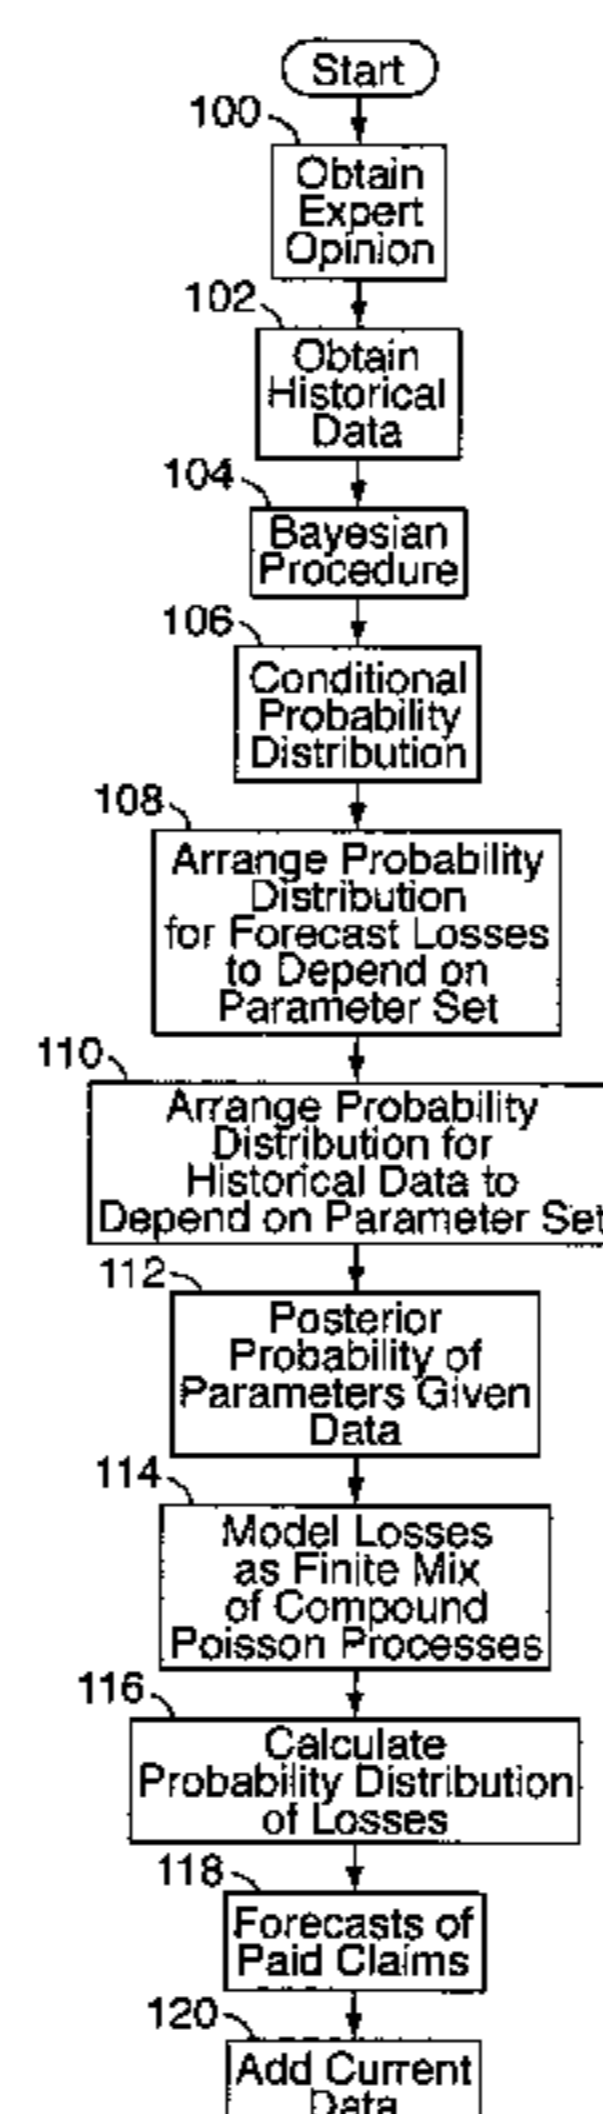 Start
100
Obtain
Expert
Opinion
102
Obtain
Historical
Data
104
Bayesian
Procedure
106
Conditional
Probability
Distribution
108
Arrange Probability
Distribution
for Forecast Losses
to Depend on
Parameter Set
110
Arrange Probability
Distribution for
Historical Data to
Depend on Parameter Set
112
Posterior
Probability of
Parameters Given
Data
114
Model Losses
as Finite Mix
of Compound
Poisson Processes
116
Calculate
Probability Distribution
of Losses
118
Forecasts of
Paid Claims
120
Add Current
Data